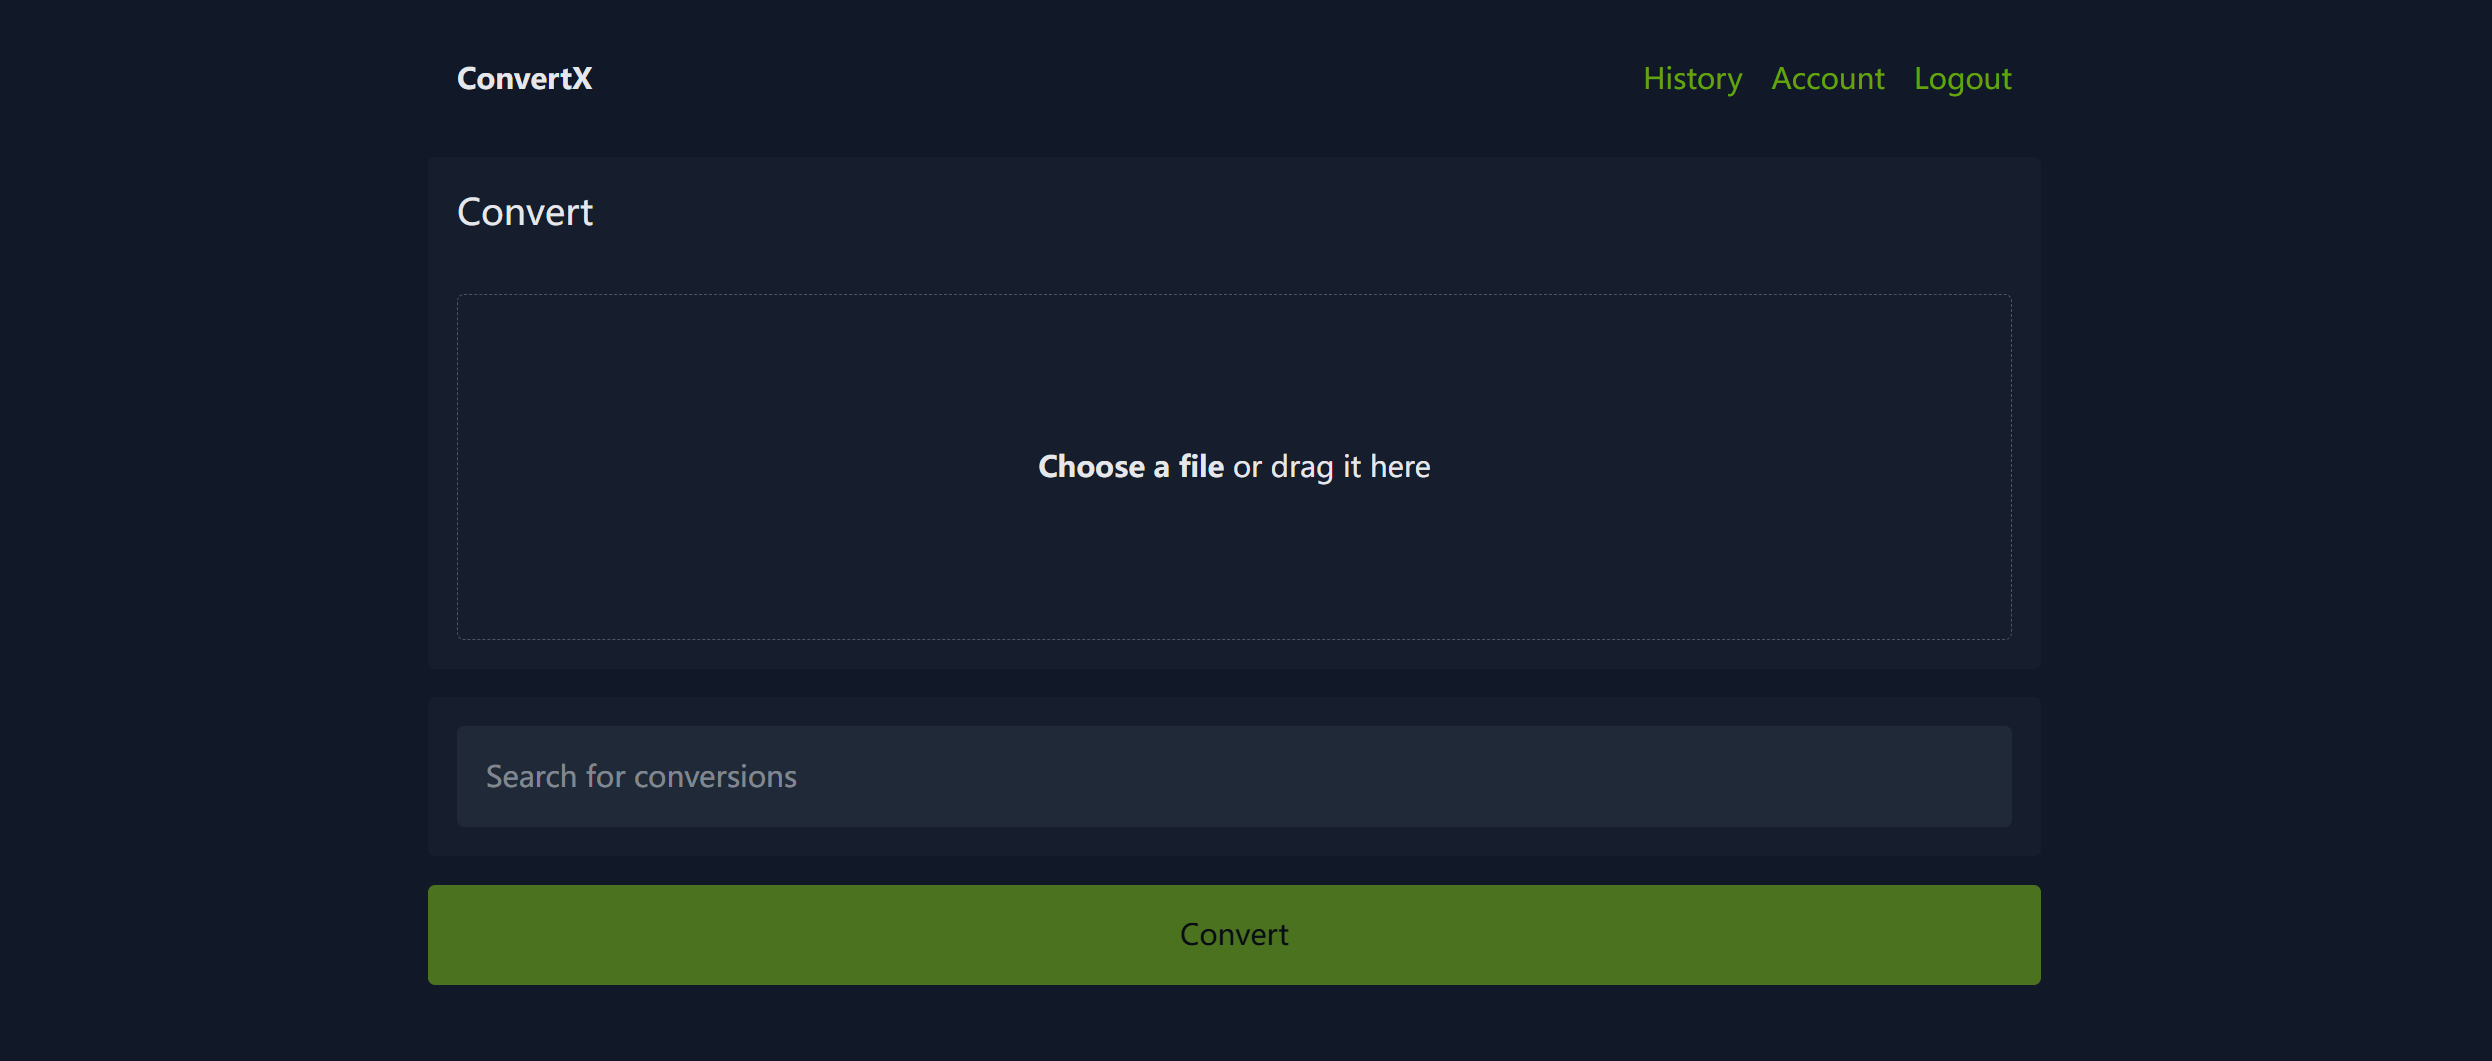 ConvertX
History Account Logout
Convert
Choose a file or drag it here
Search for conversions
Convert